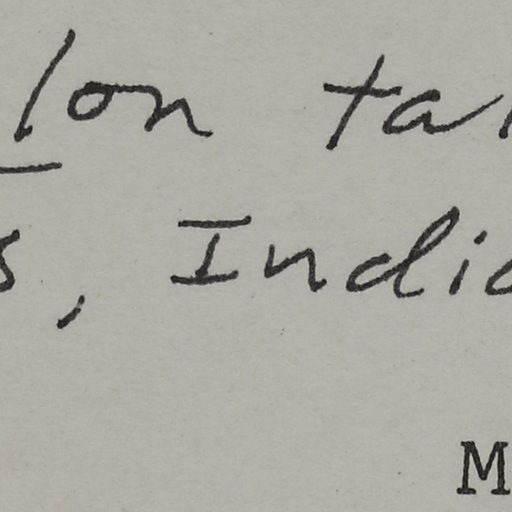 lon ta
s, Indi
M